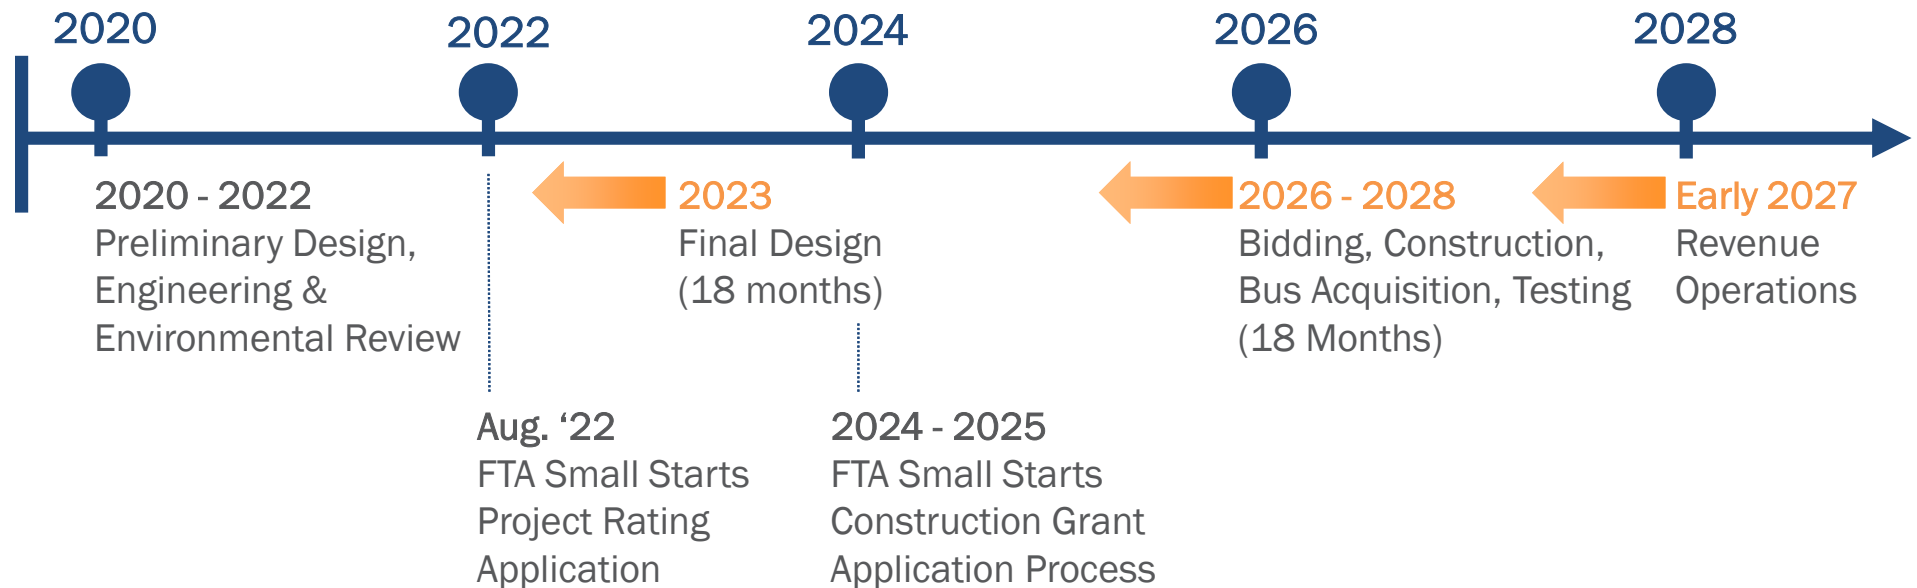 2020
2022
2024
2026
2028
2020 - 2022
Preliminary Design,
Engineering &
Environmental Review
2023
Final Design
(18 months)
2026 - 2028
Bidding, Construction,
Bus Acquisition, Testing
(18 Months)
Early 2027
Revenue
Operations
Aug. ‘22
FTA Small Starts
Project Rating
Application
2024 - 2025
FTA Small Starts
Construction Grant
Application Process